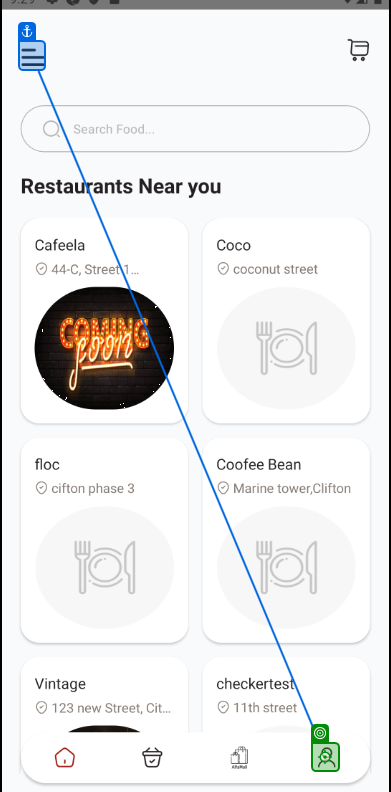 9:29
Search Food...
Restaurants Near you
Cafeela
44-C, Street 1...
COMING
soon
Coco
coconut street
floc
cifton phase 3
Coofee Bean
Marine tower,Clifton
Vintage
123 new Street, Cit...
checkertest
11th street
AlfaMall